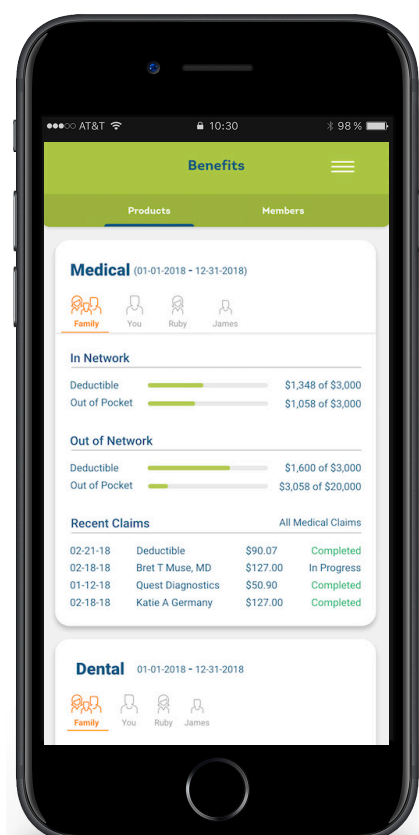 AT&T 10:30 98 %
Benefits
Products Members
Medical (01-01-2018 - 12-31-2018)
Family You Ruby James
In Network
Deductible $1,348 of $3,000
Out of Pocket $1,058 of $3,000
Out of Network
Deductible $1,600 of $3,000
Out of Pocket $3,058 of $20,000
Recent Claims All Medical Claims
02-21-18 Deductible $90.07 Completed
02-18-18 Bret T Muse, MD $127.00 In Progress
01-12-18 Quest Diagnostics $50.90 Completed
02-18-18 Katie A Germany $127.00 Completed
Dental 01-01-2018 - 12-31-2018
Family You Ruby James